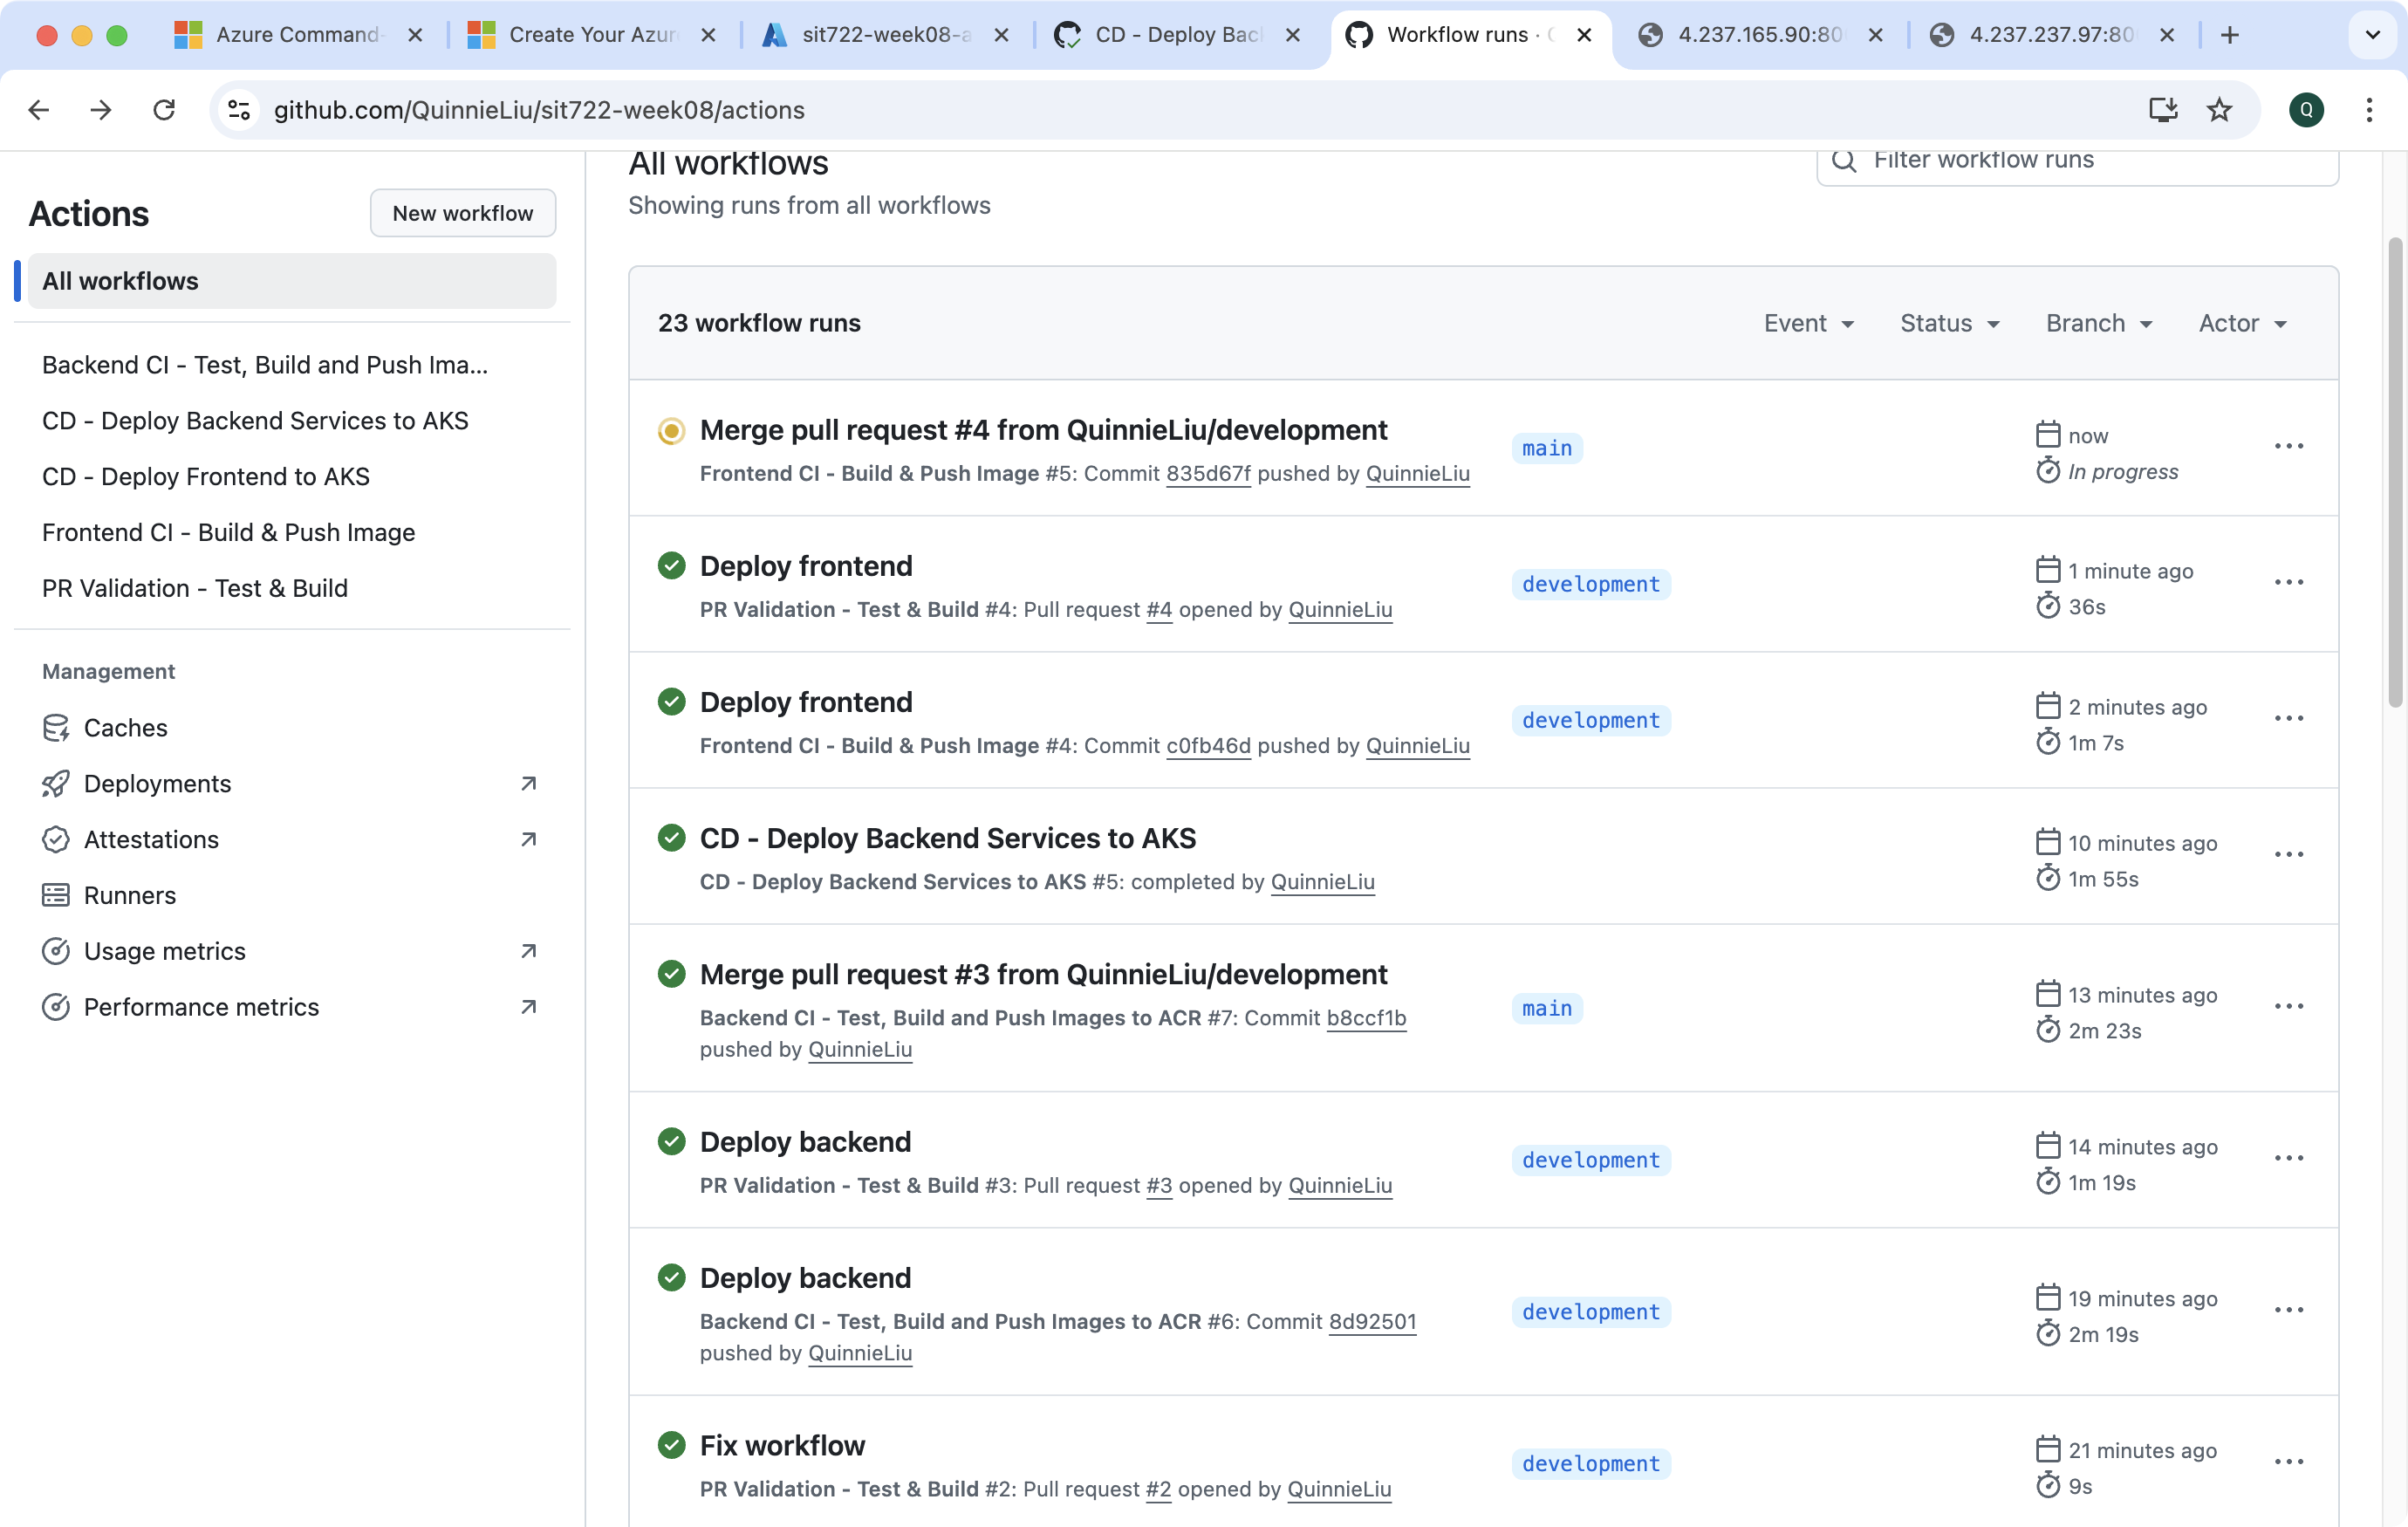 Azure Command-
Create Your Azur
sit722-week08-a
CD - Deploy Bac
Workflow runs ·
4.237.165.90:80
4.237.237.97:80
github.com/QuinnieLiu/sit722-week08/actions
Q
Actions
New workflow
All workflows
Backend CI - Test, Build and Push Ima...
CD - Deploy Backend Services to AKS
CD - Deploy Frontend to AKS
Frontend CI - Build & Push Image
PR Validation - Test & Build
Management
Caches
Deployments
Attestations
Runners
Usage metrics
Performance metrics
All workflows
Showing runs from all workflows
Filter workflow runs
23 workflow runs
Event
Status
Branch
Actor
Merge pull request #4 from QuinnieLiu/development
Frontend CI - Build & Push Image #5: Commit 835d67f pushed by QuinnieLiu
main
now
In progress
Deploy frontend
PR Validation - Test & Build #4: Pull request #4 opened by QuinnieLiu
development
1 minute ago
36s
Deploy frontend
Frontend CI - Build & Push Image #4: Commit c0fb46d pushed by QuinnieLiu
development
2 minutes ago
1m 7s
CD - Deploy Backend Services to AKS
CD - Deploy Backend Services to AKS #5: completed by QuinnieLiu
10 minutes ago
1m 55s
Merge pull request #3 from QuinnieLiu/development
Backend CI - Test, Build and Push Images to ACR #7: Commit b8ccf1b
pushed by QuinnieLiu
main
13 minutes ago
2m 23s
Deploy backend
PR Validation - Test & Build #3: Pull request #3 opened by QuinnieLiu
development
14 minutes ago
1m 19s
Deploy backend
Backend CI - Test, Build and Push Images to ACR #6: Commit 8d92501
pushed by QuinnieLiu
development
19 minutes ago
2m 19s
Fix workflow
PR Validation - Test & Build #2: Pull request #2 opened by QuinnieLiu
development
21 minutes ago
9s